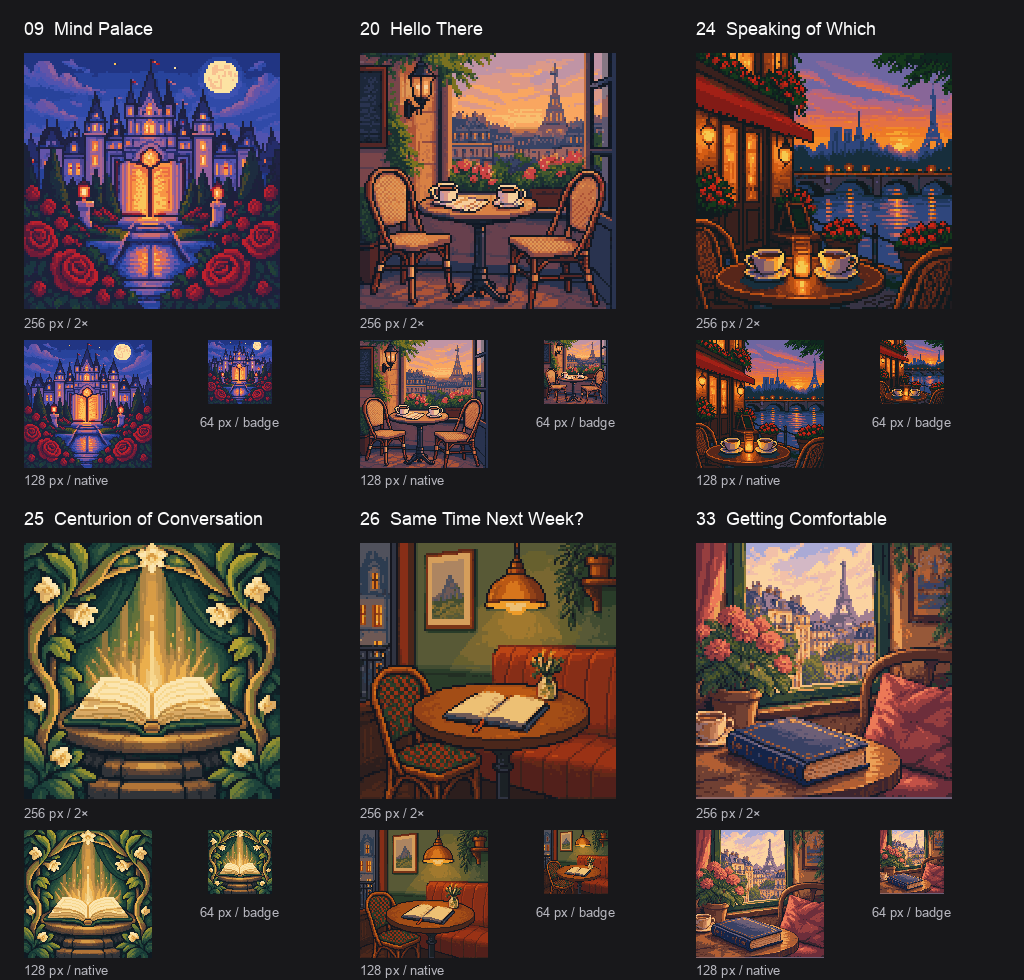 09 Mind Palace
20 Hello There
24 Speaking of Which
256 px / 2×
256 px / 2×
256 px / 2×
64 px / badge
64 px / badge
64 px / badge
128 px / native
128 px / native
128 px / native
25 Centurion of Conversation
26 Same Time Next Week?
33 Getting Comfortable
256 px / 2×
256 px / 2×
256 px / 2×
64 px / badge
64 px / badge
64 px / badge
128 px / native
128 px / native
128 px / native